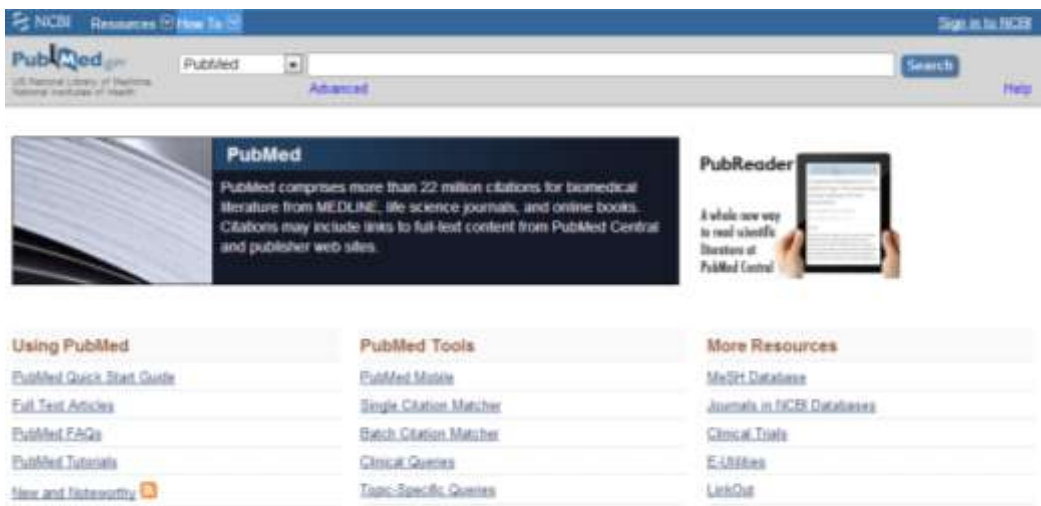 NCBI Resources How To Sign in to NCBI
PubMed.gov
US National Library of Medicine
National Institutes of Health
PubMed
Search
Advanced
Help
PubMed
PubMed comprises more than 22 million citations for biomedical
literature from MEDLINE, life science journals, and online books.
Citations may include links to full-text content from PubMed Central
and publisher web sites.
PubReader
A whole new way
to read scientific
literature at
PubMed Central
Using PubMed
PubMed Quick Start Guide
Full Text Articles
PubMed FAQs
PubMed Tutorials
New and Noteworthy
PubMed Tools
PubMed Mobile
Single Citation Matcher
Batch Citation Matcher
Clinical Queries
Topic-Specific Queries
More Resources
MeSH Database
Journals in NCBI Databases
Clinical Trials
E-Utilities
LinkOut